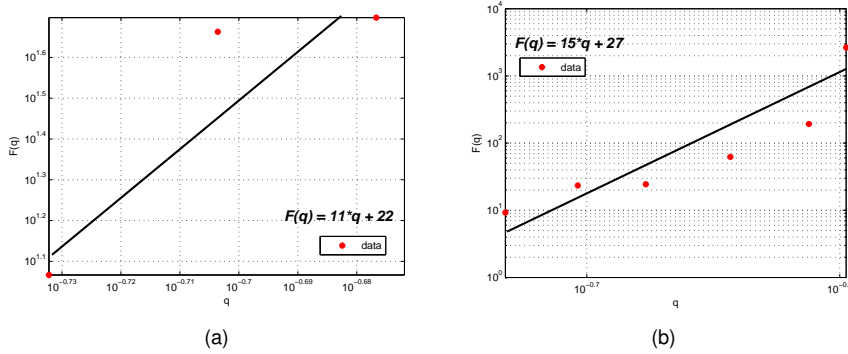 10^1.6
10^1.5
10^1.4
10^1.3
10^1.2
10^1.1
F(q)
F(q) = 11*q + 22
data
10^−0.73
10^−0.72
10^−0.71
10^−0.7
10^−0.69
10^−0.68
q
(a)
10^4
10^3
10^2
10^1
10^0
F(q)
F(q) = 15*q + 27
data
10^−0.7
q
(b)